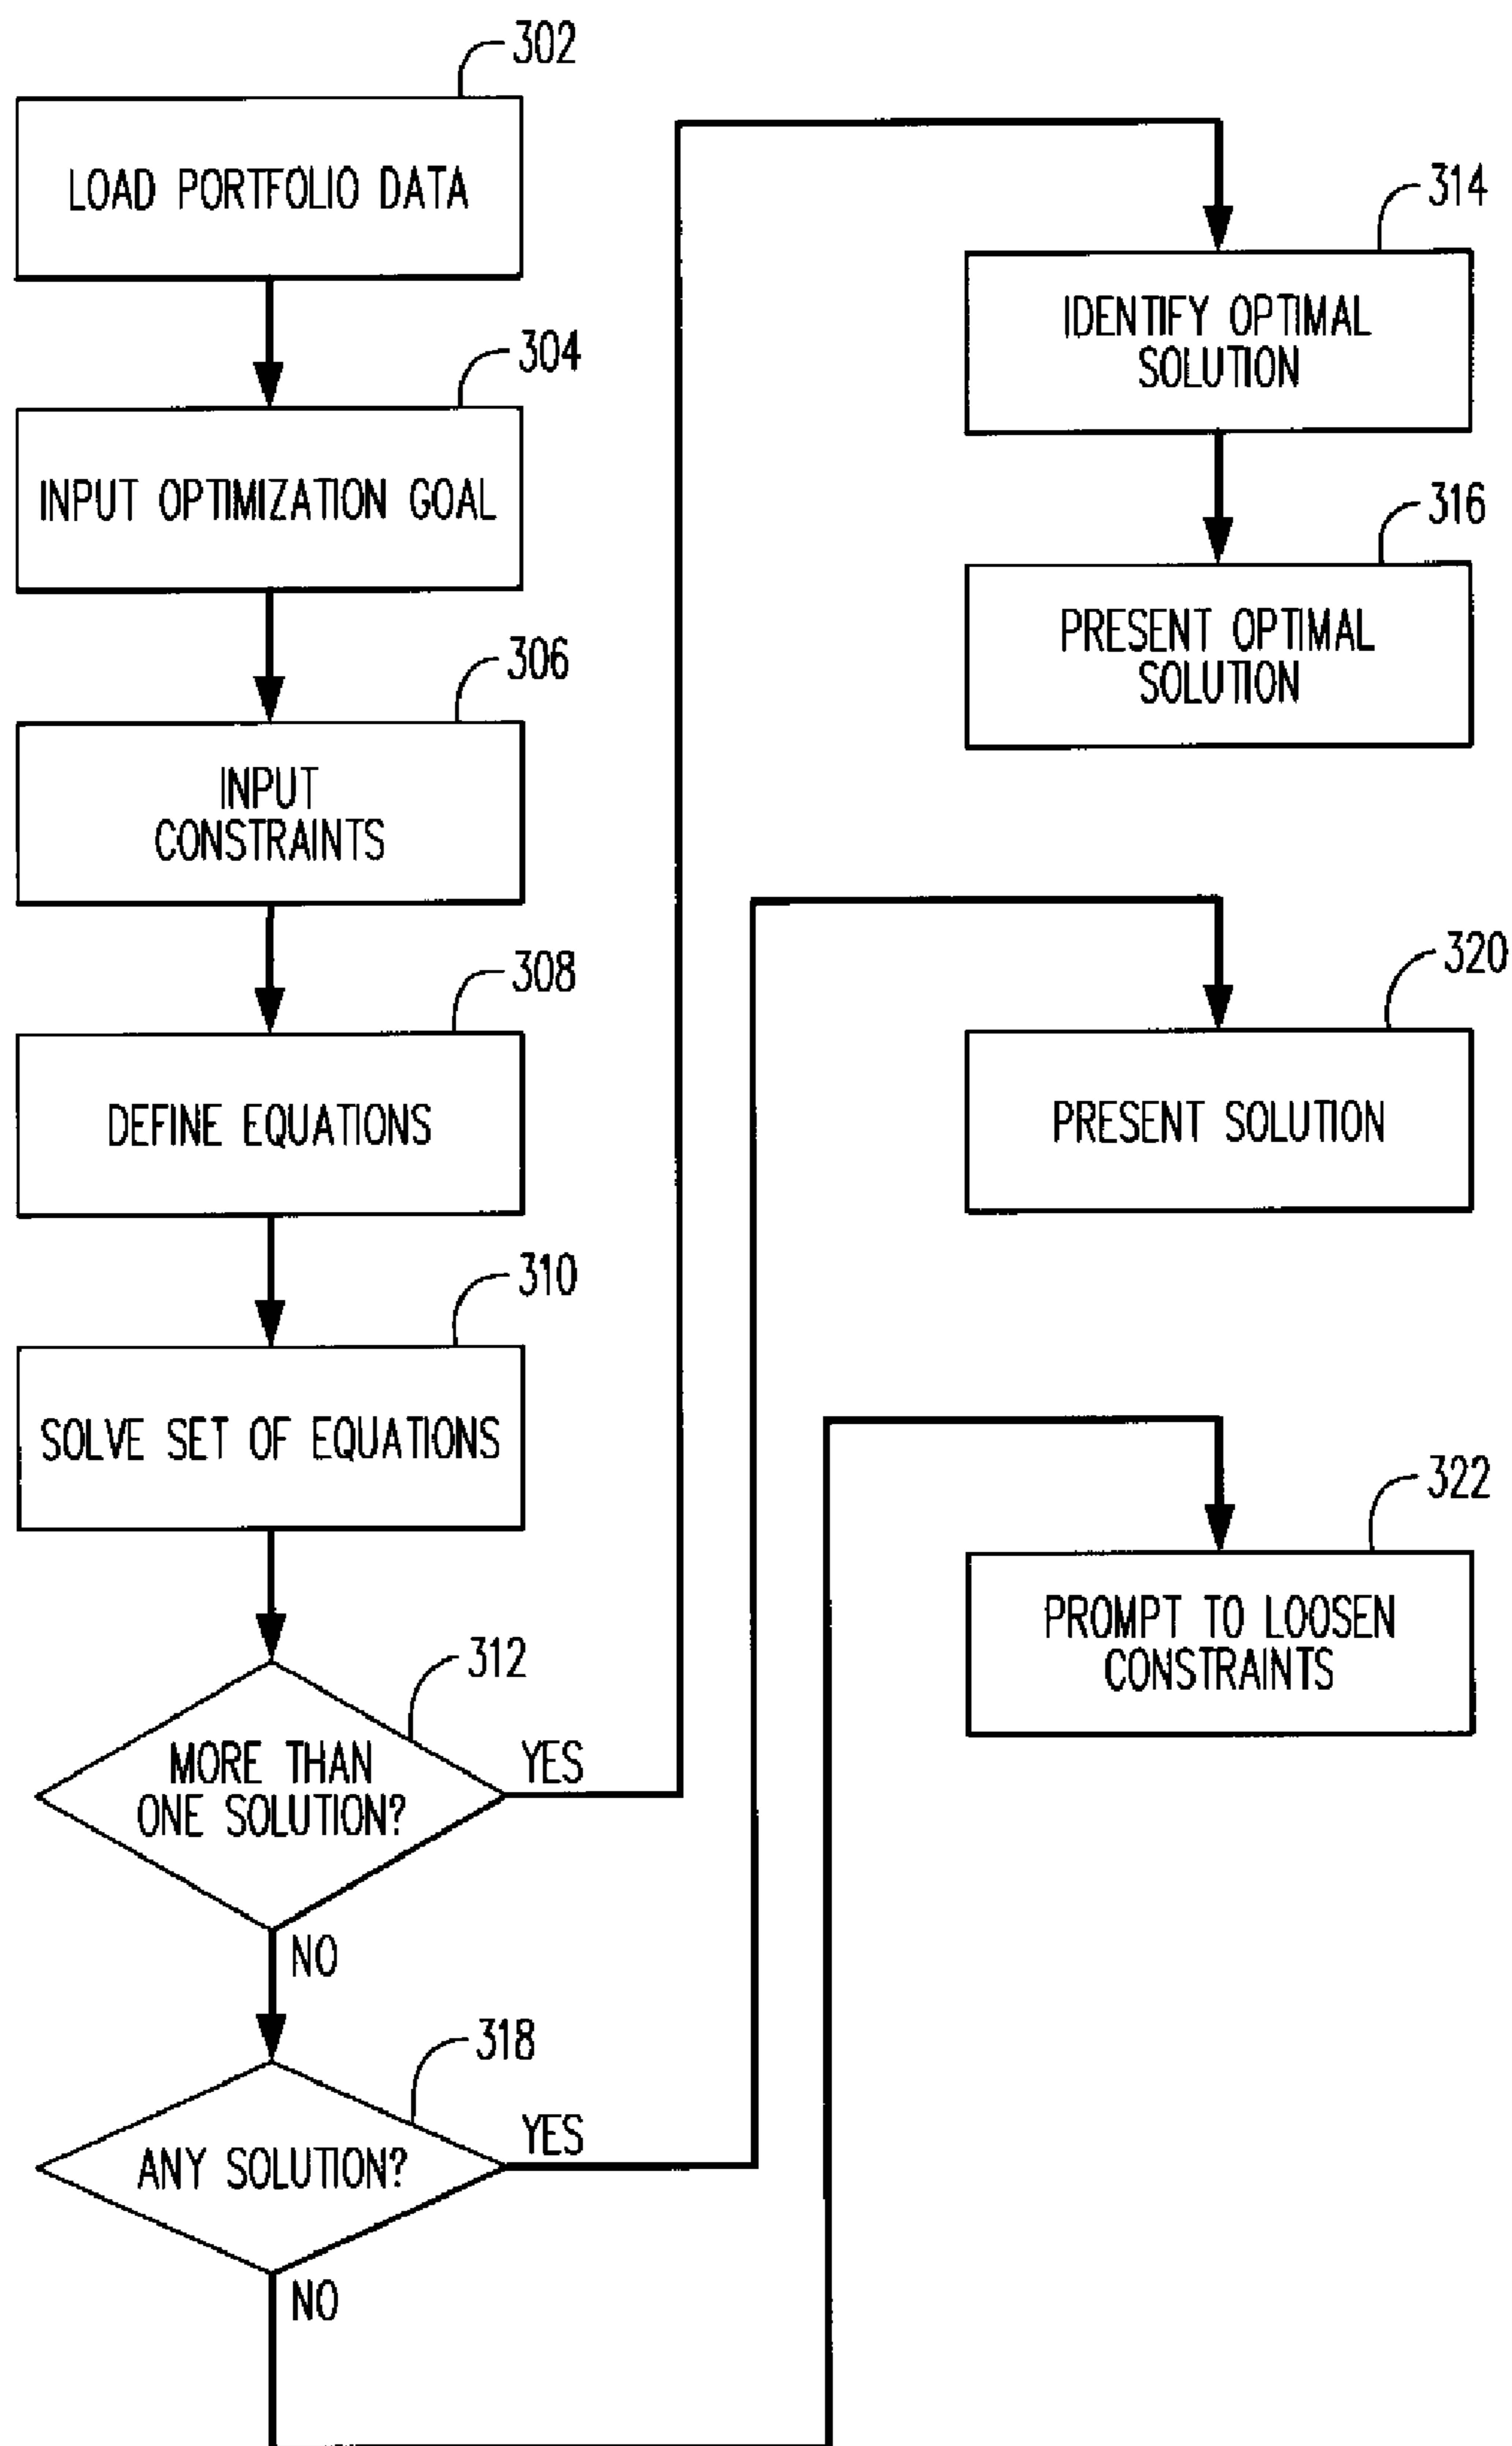 302
LOAD PORTFOLIO DATA
304
INPUT OPTIMIZATION GOAL
306
INPUT
CONSTRAINTS
308
DEFINE EQUATIONS
310
SOLVE SET OF EQUATIONS
312
MORE THAN
ONE SOLUTION?
YES
NO
318
ANY SOLUTION?
YES
NO
314
IDENTIFY OPTIMAL
SOLUTION
316
PRESENT OPTIMAL
SOLUTION
320
PRESENT SOLUTION
322
PROMPT TO LOOSEN
CONSTRAINTS